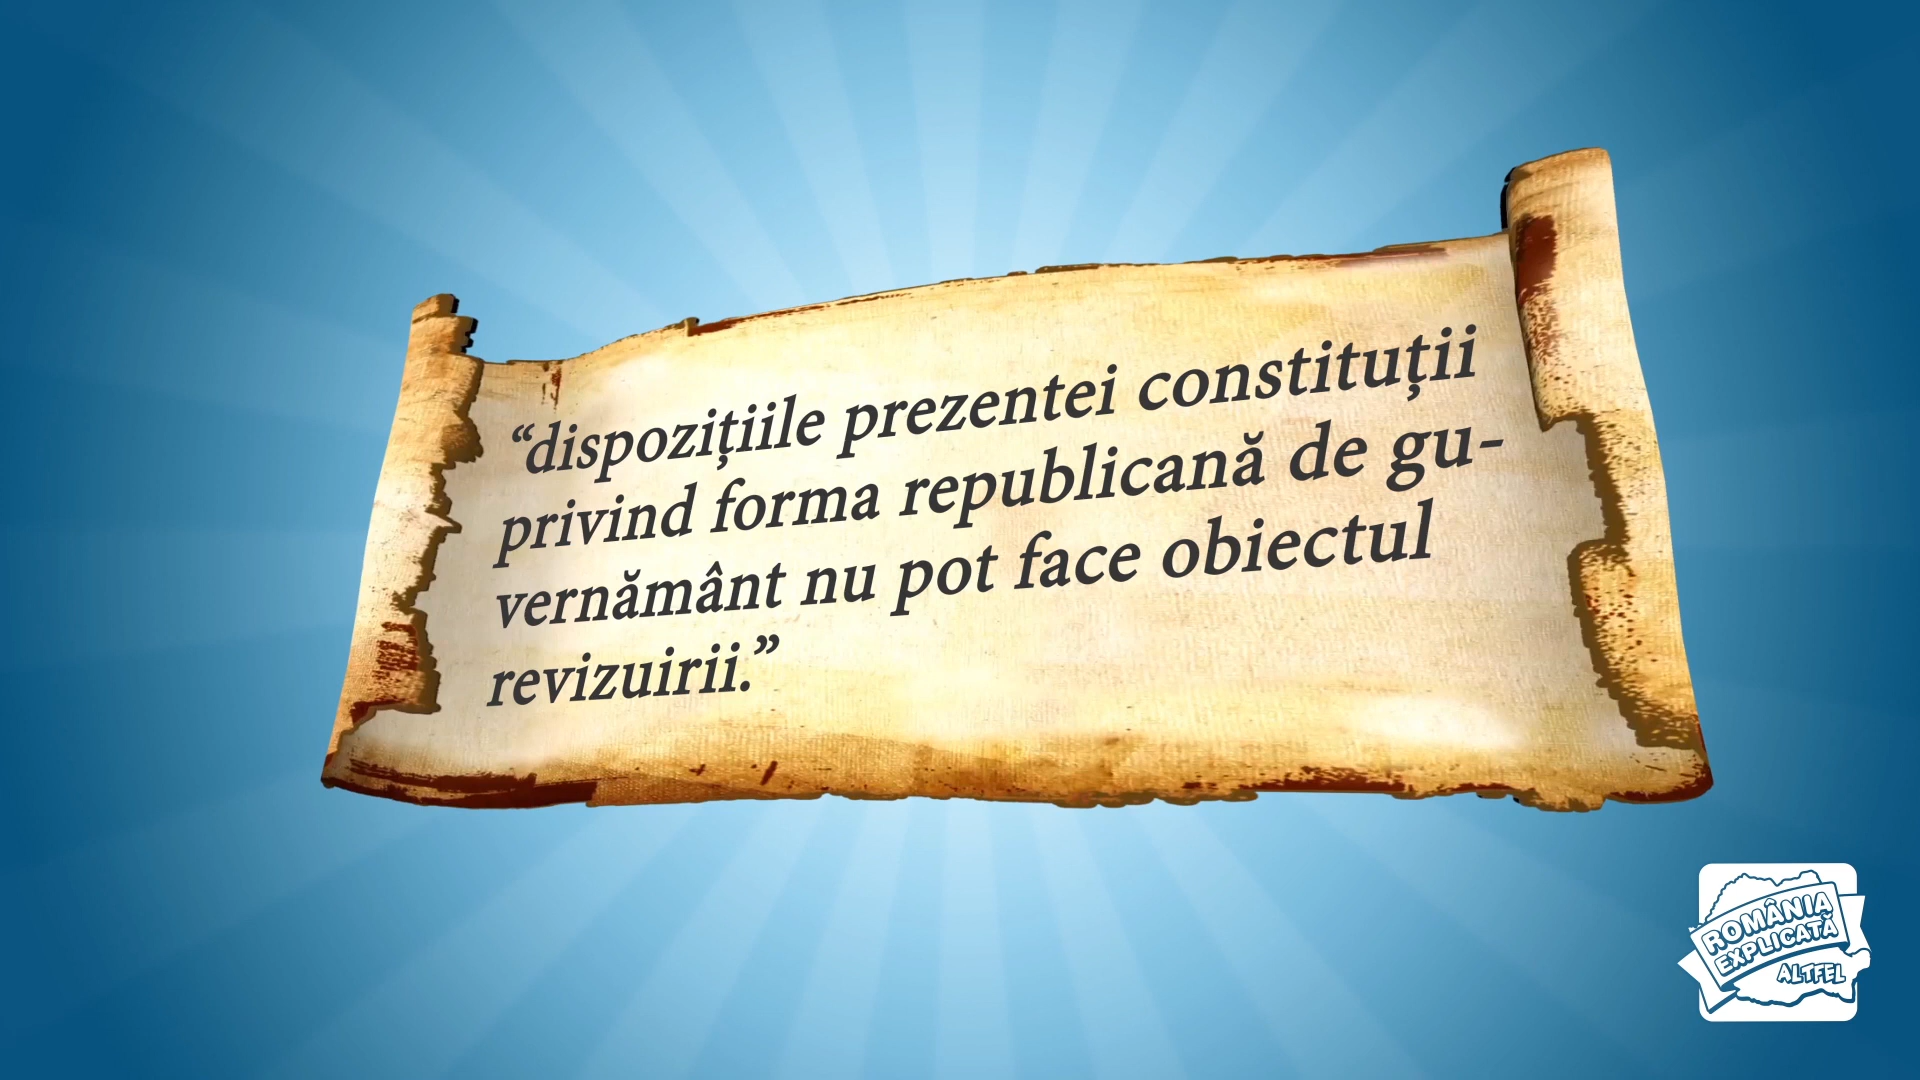 “dispozițiile prezentei constituții
privind forma republicană de gu-
vernământ nu pot face obiectul
revizuirii.”
ROMÂNIA
EXPLICATĂ
ALTFEL